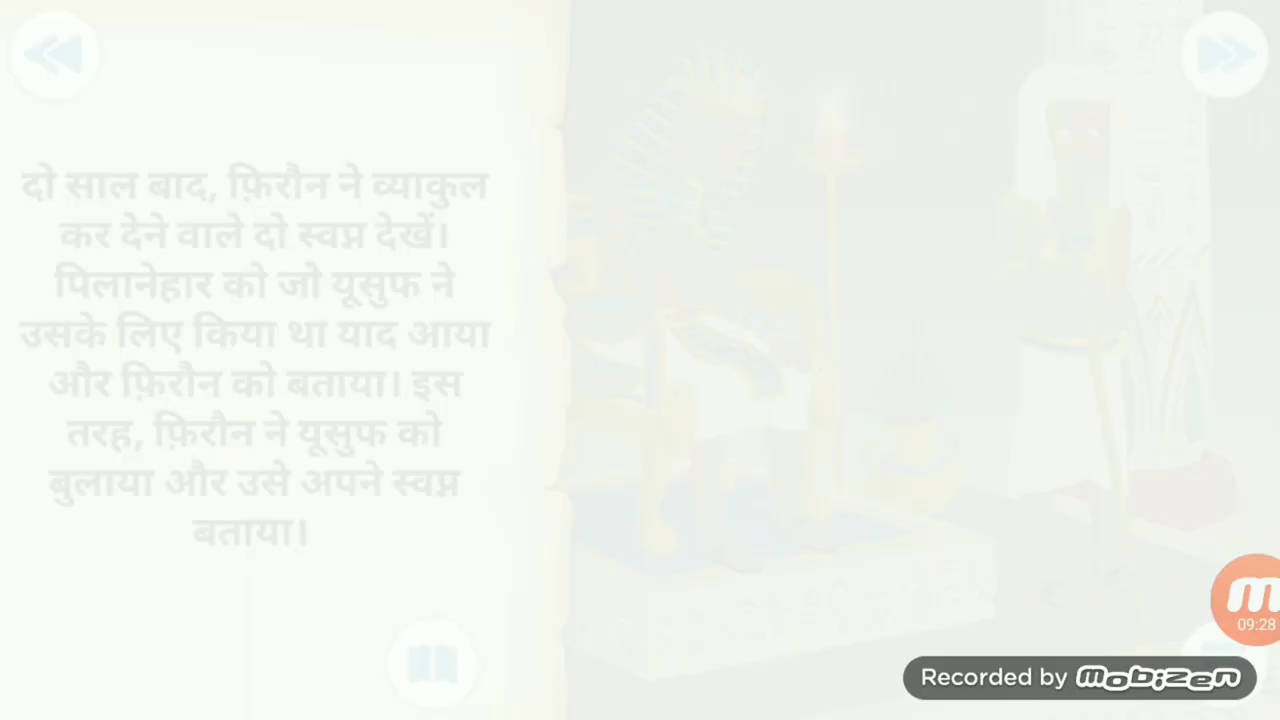 दो साल बाद, फ़िरौन ने व्याकुल
कर देने वाले दो स्वप्न देखें।
पिलानेहार को जो यूसुफ ने
उसके लिए किया था याद आया
और फ़िरौन को बताया। इस
तरह, फ़िरौन ने यूसुफ को
बुलाया और उसे अपने स्वप्न
बताया।
09:28
Recorded by mobizen